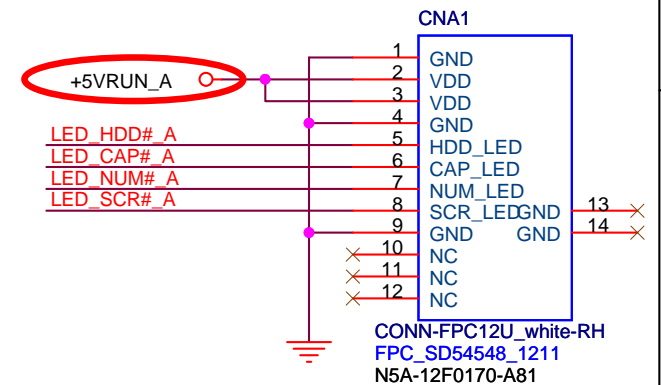 CNA1
+5VRUN_A
1 GND
2 VDD
3 VDD
4 GND
LED_HDD#_A 5 HDD_LED
LED_CAP#_A 6 CAP_LED
LED_NUM#_A 7 NUM_LED
LED_SCR#_A 8 SCR_LED GND 13
9 GND GND 14
10 NC
11 NC
12 NC
CONN-FPC12U_white-RH
FPC_SD54548_1211
N5A-12F0170-A81